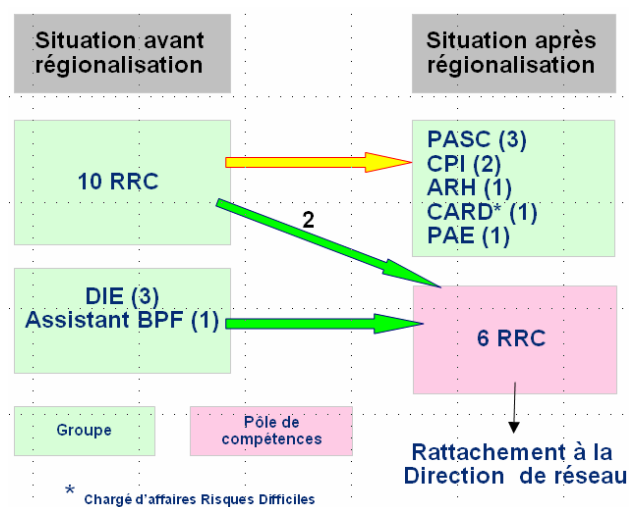 Situation avant
régionalisation
Situation après
régionalisation
10 RRC
2
PASC (3)
CPI (2)
ARH (1)
CARD* (1)
PAE (1)
DIE (3)
Assistant BPF (1)
6 RRC
Groupe
Pôle de
compétences
Rattachement à la
Direction de réseau
* Chargé d'affaires Risques Difficiles